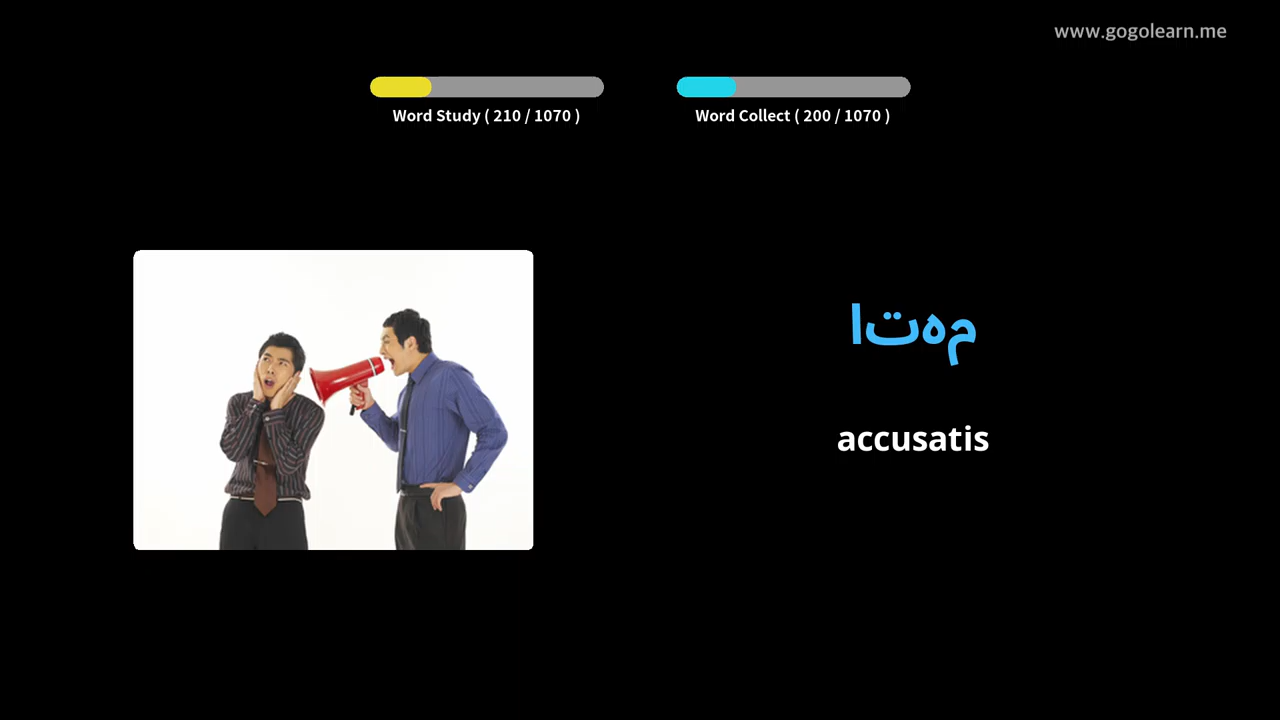 www.gogolearn.me
Word Study ( 210 / 1070 )
Word Collect ( 200 / 1070 )
اتهم
accusatis